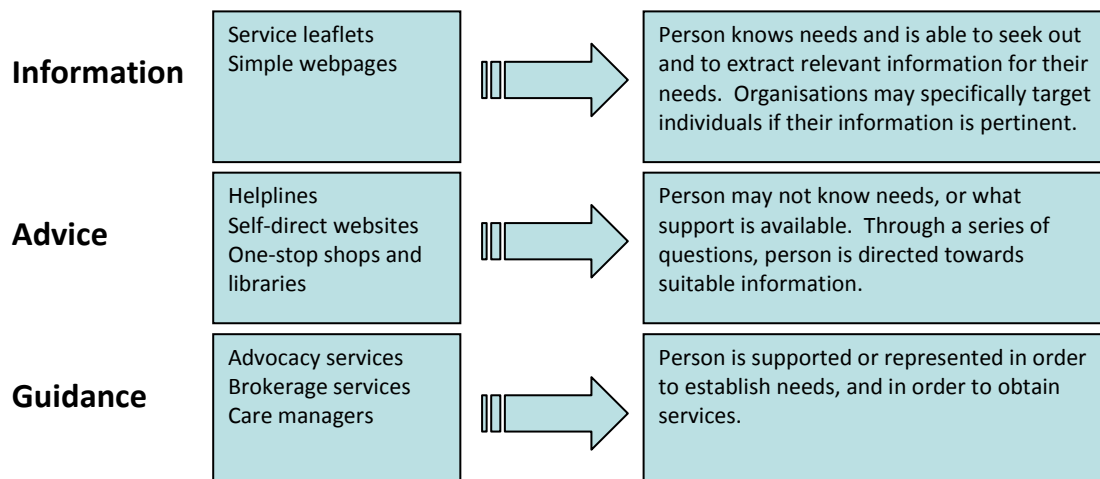 Information
Service leaflets
Simple webpages
Person knows needs and is able to seek out
and to extract relevant information for their
needs.  Organisations may specifically target
individuals if their information is pertinent.
Advice
Helplines
Self-direct websites
One-stop shops and
libraries
Person may not know needs, or what
support is available.  Through a series of
questions, person is directed towards
suitable information.
Guidance
Advocacy services
Brokerage services
Care managers
Person is supported or represented in order
to establish needs, and in order to obtain
services.